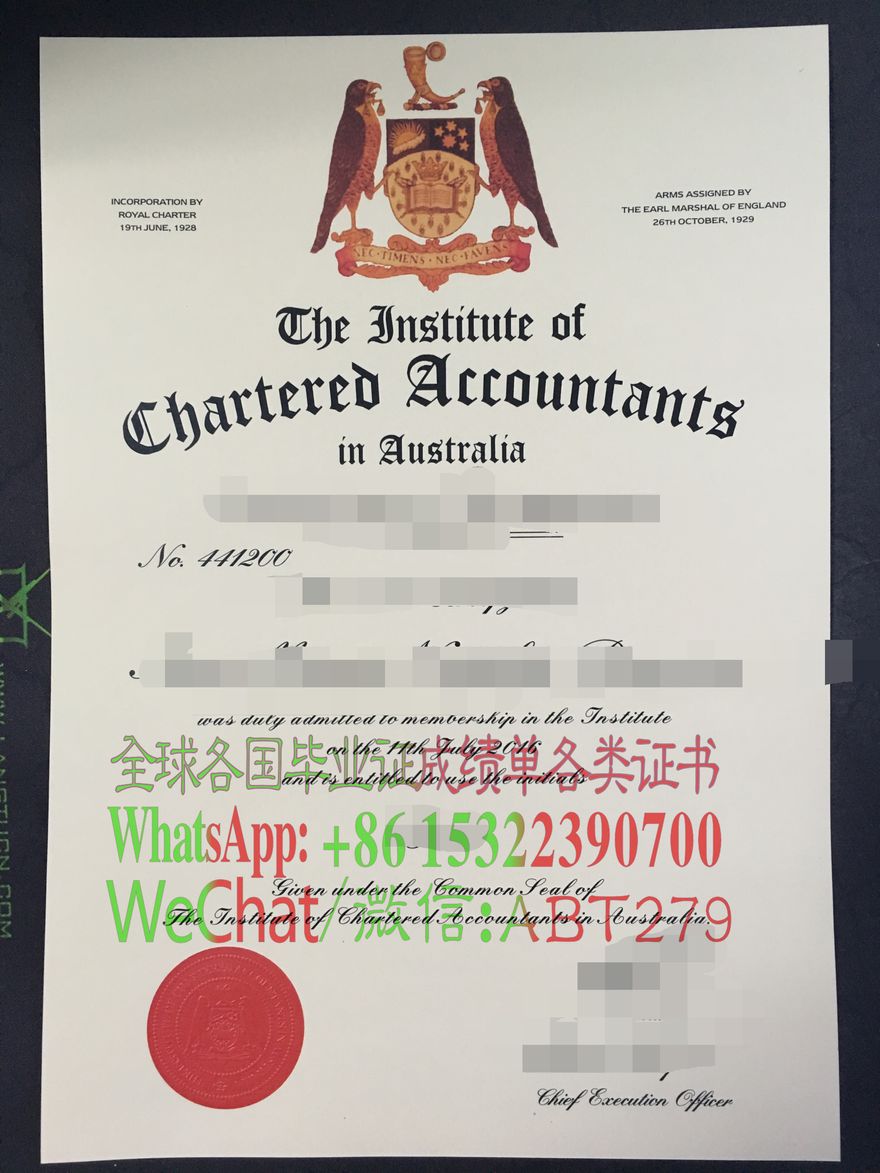 INCORPORATION BY
ROYAL CHARTER
19TH JUNE, 1928
ARMS ASSIGNED BY
THE EARL MARSHAL OF ENGLAND
26TH OCTOBER, 1929
NEC·TIMENS·NEC·FAVENS
The Institute of
Chartered Accountants
in Australia
No. 441200
was duty admitted to membership in the Institute
on the 11th July 2016
全球各国毕业证成绩单各类证书
and is entitled to use the initials
WhatsApp: +86 15322390700
Given under the Common Seal of
WeChat/微信:ABT279
The Institute of Chartered Accountants in Australia.
Chief Execution Officer